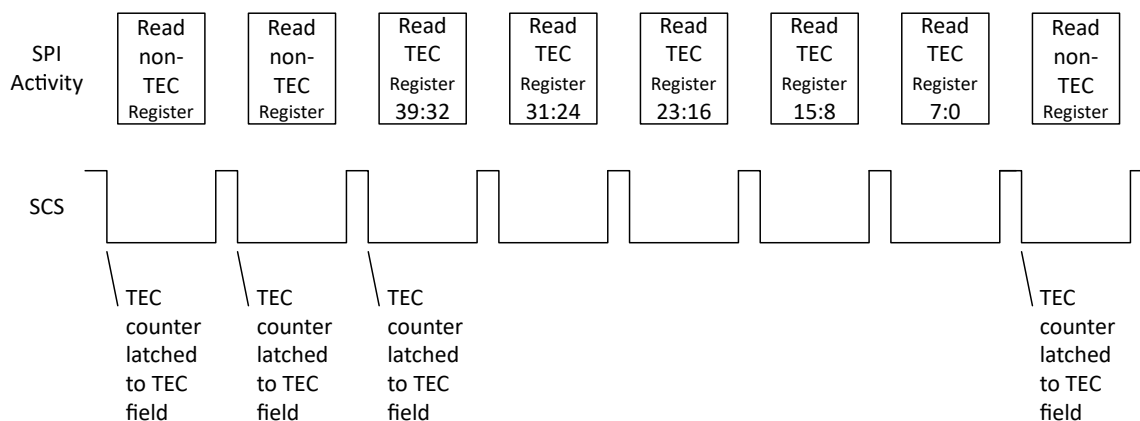 SPI
Activity
Read
non-
TEC
Register
Read
non-
TEC
Register
Read
TEC
Register
39:32
Read
TEC
Register
31:24
Read
TEC
Register
23:16
Read
TEC
Register
15:8
Read
TEC
Register
7:0
Read
non-
TEC
Register
SCS
TEC
counter
latched
to TEC
field
TEC
counter
latched
to TEC
field
TEC
counter
latched
to TEC
field
TEC
counter
latched
to TEC
field